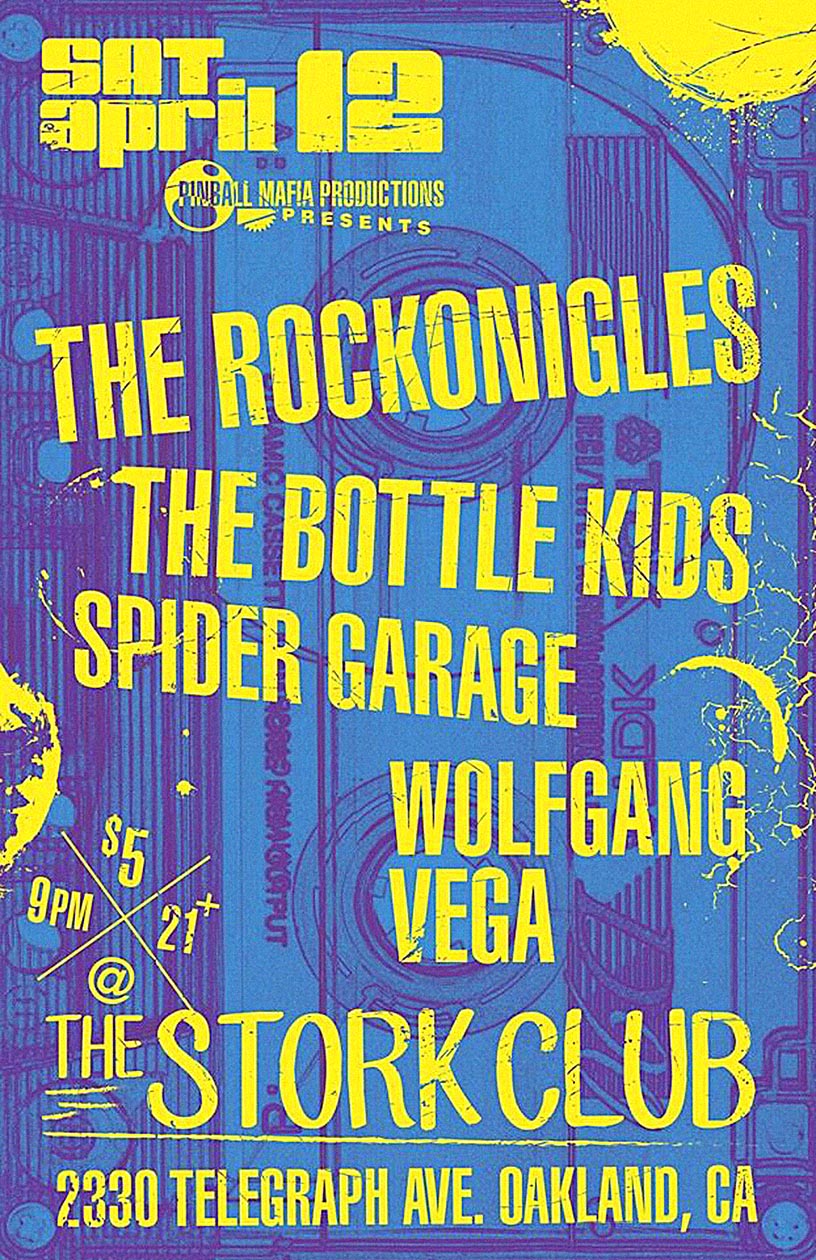 SAT
april 12
PINBALL MAFIA PRODUCTIONS
PRESENTS
THE ROCKONIGLES
THE BOTTLE KIDS
SPIDER GARAGE
WOLFGANG
VEGA
$5
9PM
21+
@
THE STORK CLUB
2330 TELEGRAPH AVE. OAKLAND, CA
TDK